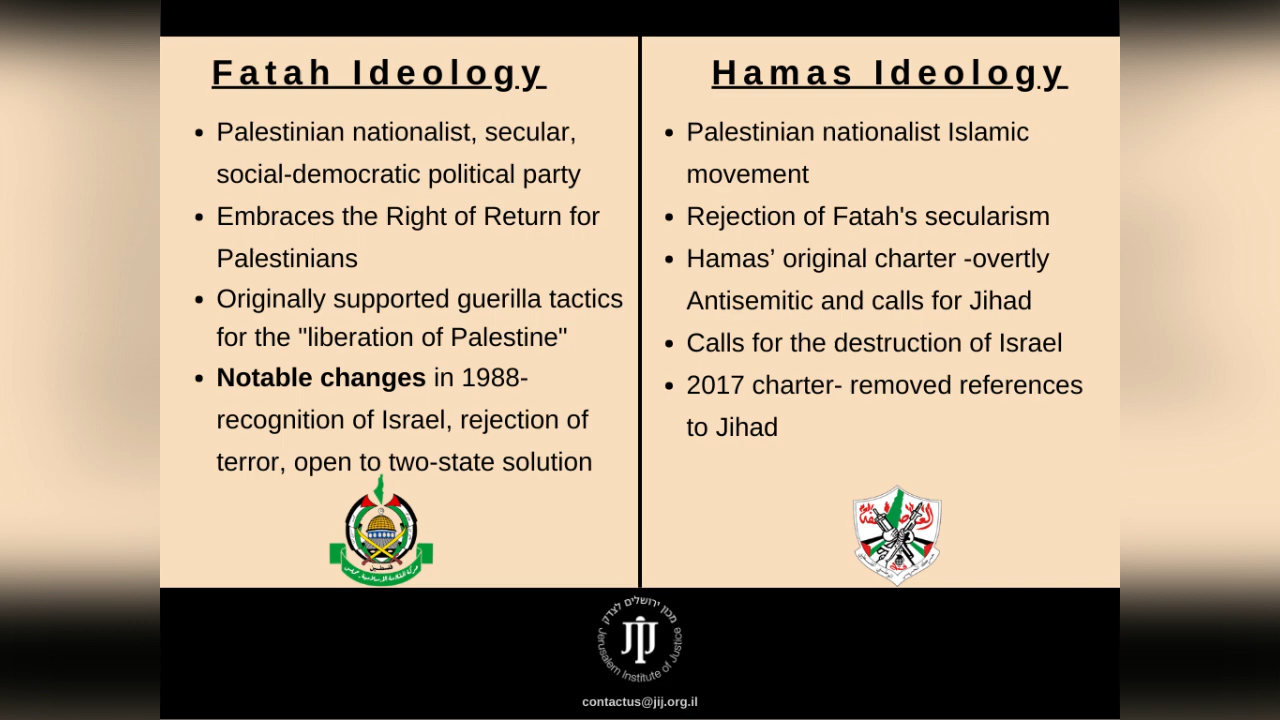 Fatah Ideology
Palestinian nationalist, secular,
social-democratic political party
Embraces the Right of Return for
Palestinians
Originally supported guerilla tactics
for the "liberation of Palestine"
Notable changes in 1988-
recognition of Israel, rejection of
terror, open to two-state solution
Hamas Ideology
Palestinian nationalist Islamic
movement
Rejection of Fatah's secularism
Hamas’ original charter -overtly
Antisemitic and calls for Jihad
Calls for the destruction of Israel
2017 charter- removed references
to Jihad
فلسطين
العاصفة
מכון ירושלים לצדק
JIJ
Jerusalem Institute of Justice
contactus@jij.org.il